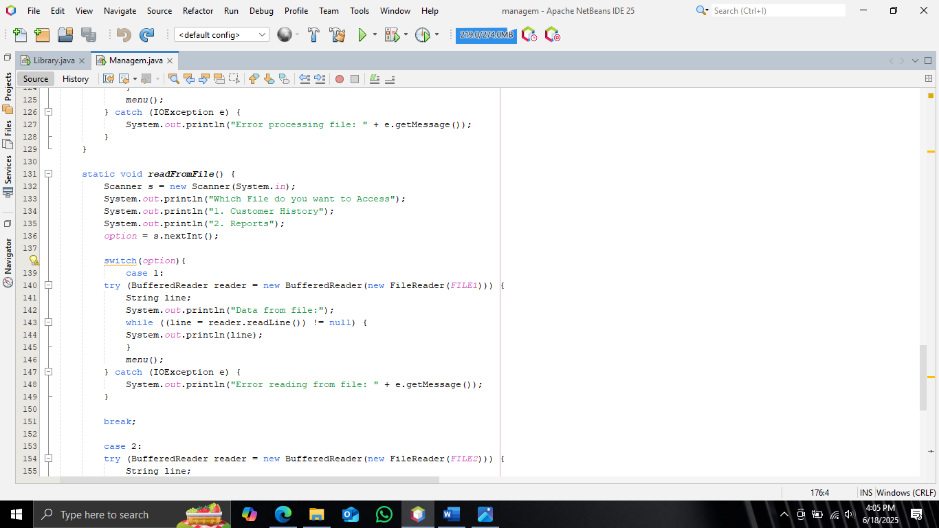 File Edit View Navigate Source Refactor Run Debug Profile Team Tools Window Help managem - Apache NetBeans IDE 25 Search (Ctrl+I)
<default config>
Library.java Managem.java
Source History
Projects
Files
Services
Navigator
125 menu();
126 } catch (IOException e) {
127 System.out.println("Error processing file: " + e.getMessage());
128 }
129 }
130
131 static void readFromFile() {
132 Scanner s = new Scanner(System.in);
133 System.out.println("Which File do you want to Access");
134 System.out.println("1. Customer History");
135 System.out.println("2. Reports");
136 option = s.nextInt();
137
switch(option){
139 case 1:
140 try (BufferedReader reader = new BufferedReader(new FileReader(FILE1))) {
141 String line;
142 System.out.println("Data from file:");
143 while ((line = reader.readLine()) != null) {
144 System.out.println(line);
145 }
146 menu();
147 } catch (IOException e) {
148 System.out.println("Error reading from file: " + e.getMessage());
149 }
150
151 break;
152
153 case 2:
154 try (BufferedReader reader = new BufferedReader(new FileReader(FILE2))) {
155 String line;
176:4 INS Windows (CRLF)
Type here to search
4:05 PM
6/18/2025